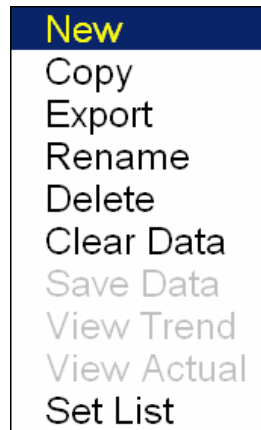 New
Copy
Export
Rename
Delete
Clear Data
Save Data
View Trend
View Actual
Set List